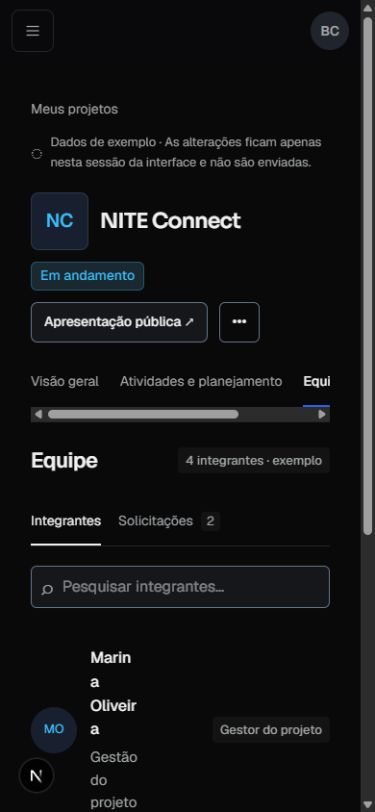 BC
Meus projetos
Dados de exemplo · As alterações ficam apenas
nesta sessão da interface e não são enviadas.
NC
NITE Connect
Em andamento
Apresentação pública ↗
•••
Visão geral
Atividades e planejamento
Equi
Equipe
4 integrantes · exemplo
Integrantes
Solicitações
2
Pesquisar integrantes...
Marin
a
Oliveir
a
MO
Gestor do projeto
Gestão
do
projeto
N